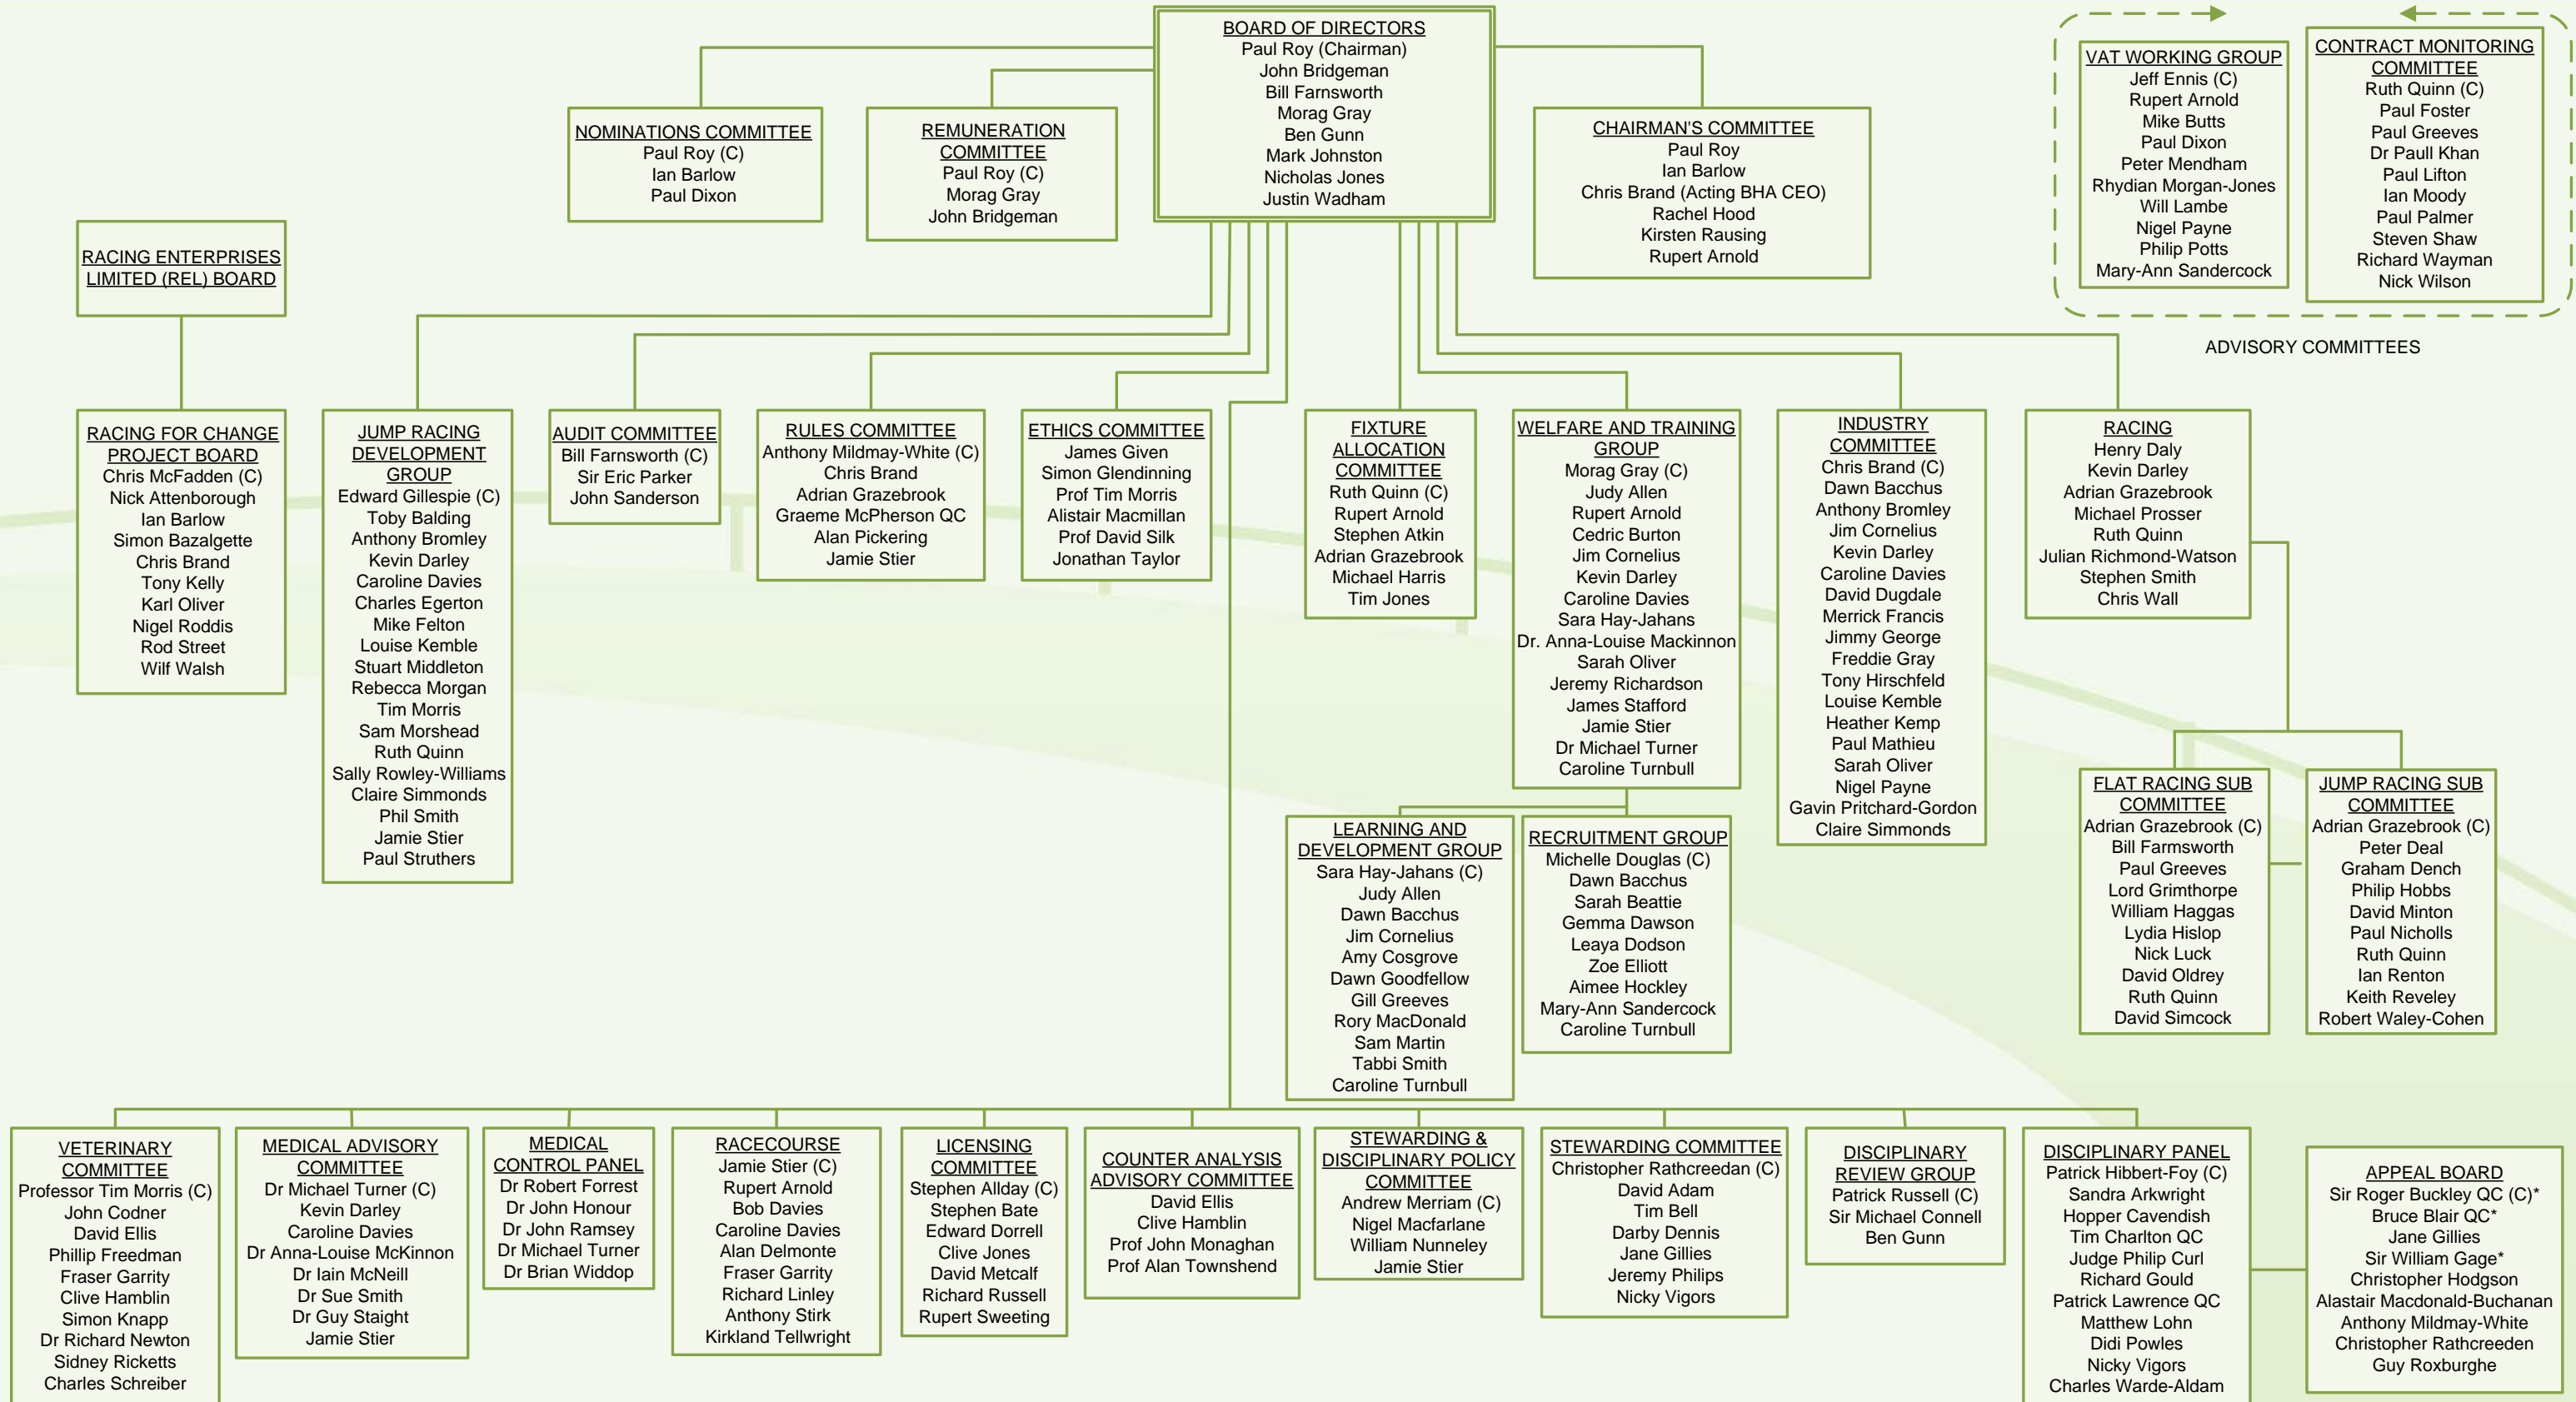 BOARD OF DIRECTORS
Paul Roy (Chairman)
John Bridgeman
Bill Farnsworth
Morag Gray
Ben Gunn
Mark Johnston
Nicholas Jones
Justin Wadham
NOMINATIONS COMMITTEE
Paul Roy (C)
Ian Barlow
Paul Dixon
REMUNERATION
COMMITTEE
Paul Roy (C)
Morag Gray
John Bridgeman
CHAIRMAN'S COMMITTEE
Paul Roy
Ian Barlow
Chris Brand (Acting BHA CEO)
Rachel Hood
Kirsten Rausing
Rupert Arnold
VAT WORKING GROUP
Jeff Ennis (C)
Rupert Arnold
Mike Butts
Paul Dixon
Peter Mendham
Rhydian Morgan-Jones
Will Lambe
Nigel Payne
Philip Potts
Mary-Ann Sandercock
CONTRACT MONITORING
COMMITTEE
Ruth Quinn (C)
Paul Foster
Paul Greeves
Dr Paull Khan
Paul Lifton
Ian Moody
Paul Palmer
Steven Shaw
Richard Wayman
Nick Wilson
ADVISORY COMMITTEES
RACING ENTERPRISES
LIMITED (REL) BOARD
RACING FOR CHANGE
PROJECT BOARD
Chris McFadden (C)
Nick Attenborough
Ian Barlow
Simon Bazalgette
Chris Brand
Tony Kelly
Karl Oliver
Nigel Roddis
Rod Street
Wilf Walsh
JUMP RACING
DEVELOPMENT
GROUP
Edward Gillespie (C)
Toby Balding
Anthony Bromley
Kevin Darley
Caroline Davies
Charles Egerton
Mike Felton
Louise Kemble
Stuart Middleton
Rebecca Morgan
Tim Morris
Sam Morshead
Ruth Quinn
Sally Rowley-Williams
Claire Simmonds
Phil Smith
Jamie Stier
Paul Struthers
AUDIT COMMITTEE
Bill Farnsworth (C)
Sir Eric Parker
John Sanderson
RULES COMMITTEE
Anthony Mildmay-White (C)
Chris Brand
Adrian Grazebrook
Graeme McPherson QC
Alan Pickering
Jamie Stier
ETHICS COMMITTEE
James Given
Simon Glendinning
Prof Tim Morris
Alistair Macmillan
Prof David Silk
Jonathan Taylor
FIXTURE
ALLOCATION
COMMITTEE
Ruth Quinn (C)
Rupert Arnold
Stephen Atkin
Adrian Grazebrook
Michael Harris
Tim Jones
WELFARE AND TRAINING
GROUP
Morag Gray (C)
Judy Allen
Rupert Arnold
Cedric Burton
Jim Cornelius
Kevin Darley
Caroline Davies
Sara Hay-Jahans
Dr. Anna-Louise Mackinnon
Sarah Oliver
Jeremy Richardson
James Stafford
Jamie Stier
Dr Michael Turner
Caroline Turnbull
INDUSTRY
COMMITTEE
Chris Brand (C)
Dawn Bacchus
Anthony Bromley
Jim Cornelius
Kevin Darley
Caroline Davies
David Dugdale
Merrick Francis
Jimmy George
Freddie Gray
Tony Hirschfeld
Louise Kemble
Heather Kemp
Paul Mathieu
Sarah Oliver
Nigel Payne
Gavin Pritchard-Gordon
Claire Simmonds
RACING
Henry Daly
Kevin Darley
Adrian Grazebrook
Michael Prosser
Ruth Quinn
Julian Richmond-Watson
Stephen Smith
Chris Wall
LEARNING AND
DEVELOPMENT GROUP
Sara Hay-Jahans (C)
Judy Allen
Dawn Bacchus
Jim Cornelius
Amy Cosgrove
Dawn Goodfellow
Gill Greeves
Rory MacDonald
Sam Martin
Tabbi Smith
Caroline Turnbull
RECRUITMENT GROUP
Michelle Douglas (C)
Dawn Bacchus
Sarah Beattie
Gemma Dawson
Leaya Dodson
Zoe Elliott
Aimee Hockley
Mary-Ann Sandercock
Caroline Turnbull
FLAT RACING SUB
COMMITTEE
Adrian Grazebrook (C)
Bill Farmsworth
Paul Greeves
Lord Grimthorpe
William Haggas
Lydia Hislop
Nick Luck
David Oldrey
Ruth Quinn
David Simcock
JUMP RACING SUB
COMMITTEE
Adrian Grazebrook (C)
Peter Deal
Graham Dench
Philip Hobbs
David Minton
Paul Nicholls
Ruth Quinn
Ian Renton
Keith Reveley
Robert Waley-Cohen
VETERINARY
COMMITTEE
Professor Tim Morris (C)
John Codner
David Ellis
Phillip Freedman
Fraser Garrity
Clive Hamblin
Simon Knapp
Dr Richard Newton
Sidney Ricketts
Charles Schreiber
MEDICAL ADVISORY
COMMITTEE
Dr Michael Turner (C)
Kevin Darley
Caroline Davies
Dr Anna-Louise McKinnon
Dr Iain McNeill
Dr Sue Smith
Dr Guy Staight
Jamie Stier
MEDICAL
CONTROL PANEL
Dr Robert Forrest
Dr John Honour
Dr John Ramsey
Dr Michael Turner
Dr Brian Widdop
RACECOURSE
Jamie Stier (C)
Rupert Arnold
Bob Davies
Caroline Davies
Alan Delmonte
Fraser Garrity
Richard Linley
Anthony Stirk
Kirkland Tellwright
LICENSING
COMMITTEE
Stephen Allday (C)
Stephen Bate
Edward Dorrell
Clive Jones
David Metcalf
Richard Russell
Rupert Sweeting
COUNTER ANALYSIS
ADVISORY COMMITTEE
David Ellis
Clive Hamblin
Prof John Monaghan
Prof Alan Townshend
STEWARDING &
DISCIPLINARY POLICY
COMMITTEE
Andrew Merriam (C)
Nigel Macfarlane
William Nunneley
Jamie Stier
STEWARDING COMMITTEE
Christopher Rathcreedan (C)
David Adam
Tim Bell
Darby Dennis
Jane Gillies
Jeremy Philips
Nicky Vigors
DISCIPLINARY
REVIEW GROUP
Patrick Russell (C)
Sir Michael Connell
Ben Gunn
DISCIPLINARY PANEL
Patrick Hibbert-Foy (C)
Sandra Arkwright
Hopper Cavendish
Tim Charlton QC
Judge Philip Curl
Richard Gould
Patrick Lawrence QC
Matthew Lohn
Didi Powles
Nicky Vigors
Charles Warde-Aldam
APPEAL BOARD
Sir Roger Buckley QC (C)*
Bruce Blair QC*
Jane Gillies
Sir William Gage*
Christopher Hodgson
Alastair Macdonald-Buchanan
Anthony Mildmay-White
Christopher Rathcreeden
Guy Roxburghe